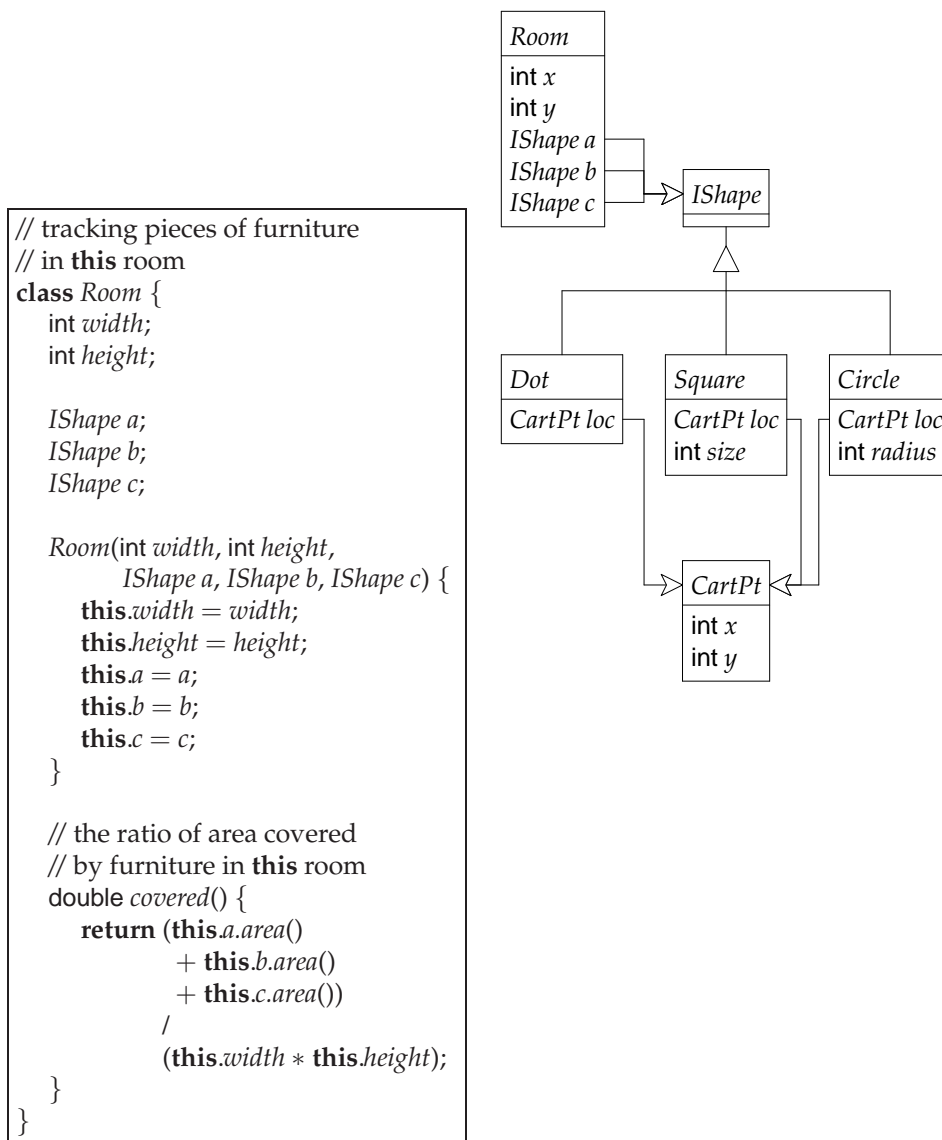 // tracking pieces of furniture
// in this room
class Room {
int width;
int height;
IShape a;
IShape b;
IShape c;
Room(int width, int height,
IShape a, IShape b, IShape c) {
this.width = width;
this.height = height;
this.a = a;
this.b = b;
this.c = c;
}
// the ratio of area covered
// by furniture in this room
double covered() {
return (this.a.area()
+ this.b.area()
+ this.c.area())
/
(this.width ∗ this.height);
}
}
Room
int x
int y
IShape a
IShape b
IShape c
IShape
Dot
CartPt loc
Square
CartPt loc
int size
Circle
CartPt loc
int radius
CartPt
int x
int y